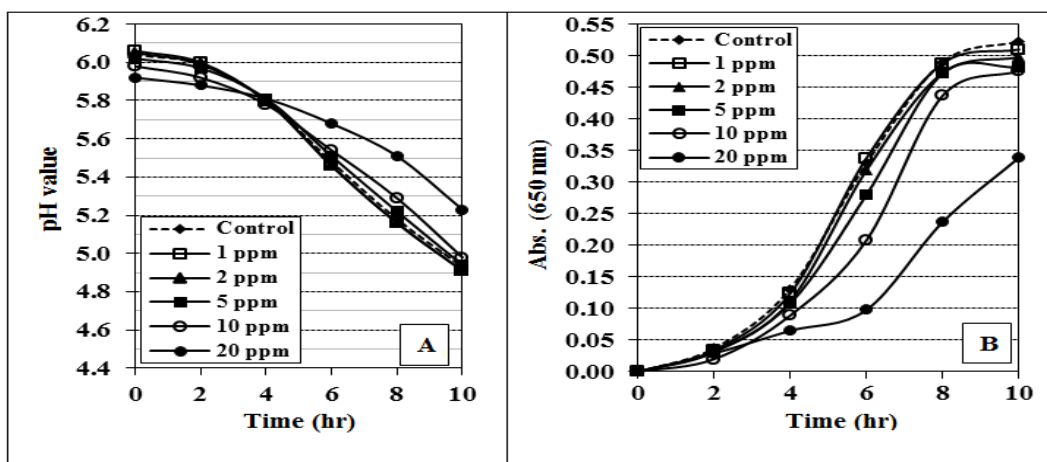 6.2
6.0
5.8
5.6
5.4
5.2
5.0
4.8
4.6
4.4
pH value
Control
1 ppm
2 ppm
5 ppm
10 ppm
20 ppm
A
0 2 4 6 8 10
Time (hr)
0.55
0.50
0.45
0.40
0.35
0.30
0.25
0.20
0.15
0.10
0.05
0.00
Abs. (650 nm)
Control
1 ppm
2 ppm
5 ppm
10 ppm
20 ppm
B
0 2 4 6 8 10
Time (hr)